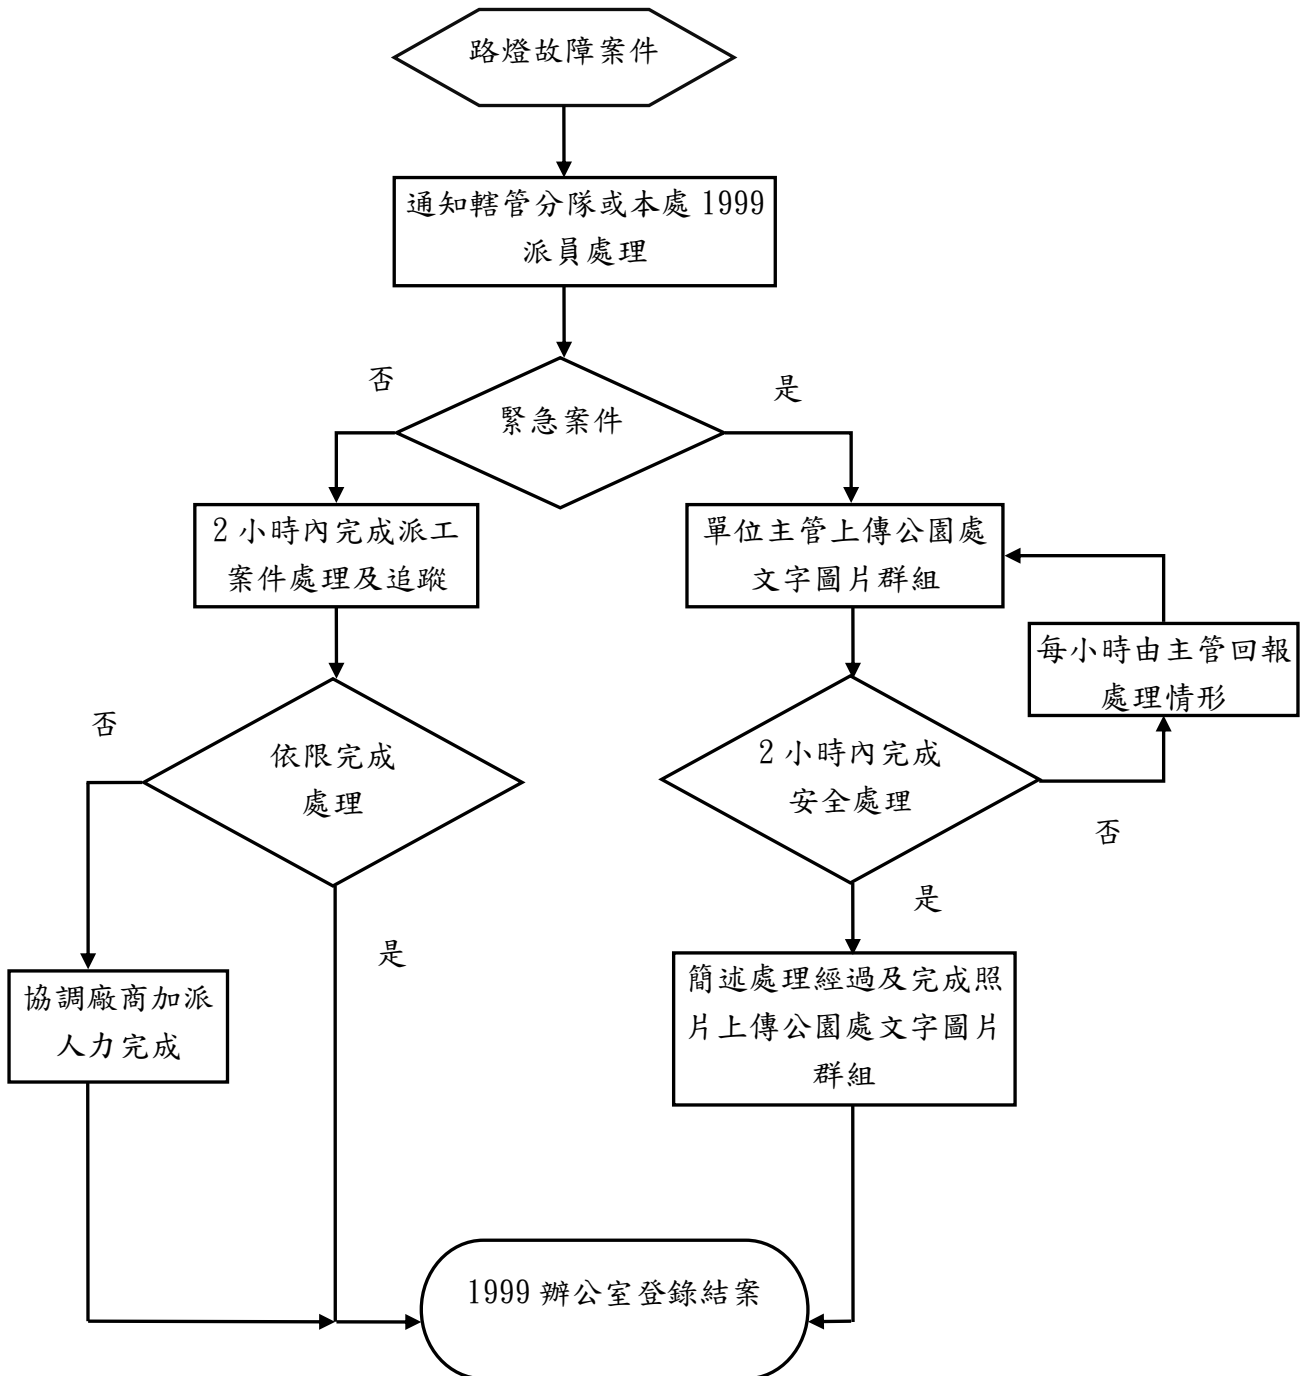 路燈故障案件
通知轄管分隊或本處 1999
派員處理
否
是
緊急案件
2 小時內完成派工
案件處理及追蹤
單位主管上傳公園處
文字圖片群組
每小時由主管回報
處理情形
否
依限完成
處理
2 小時內完成
安全處理
否
是
是
協調廠商加派
人力完成
簡述處理經過及完成照
片上傳公園處文字圖片
群組
1999 辦公室登錄結案